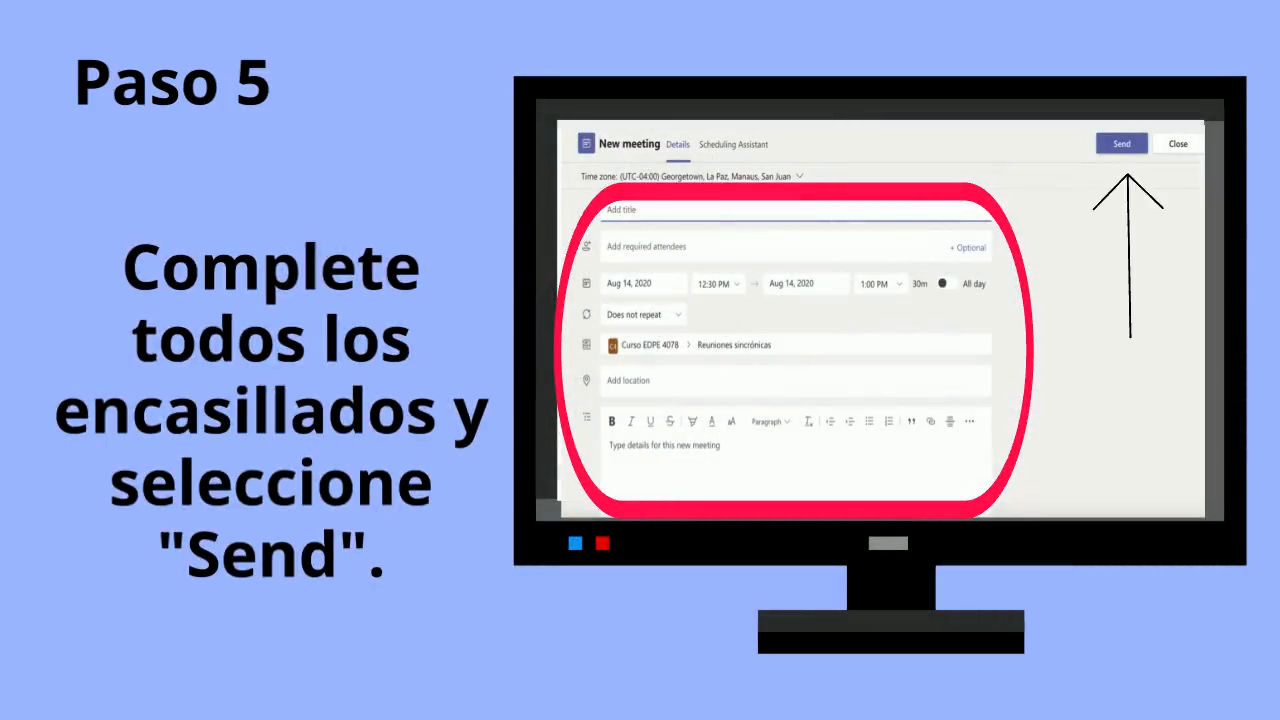 Paso 5
Complete
todos los
encasillados y
seleccione
"Send".
New meeting Details Scheduling Assistant Send Close
Time zone: (UTC-04:00) Georgetown, La Paz, Manaus, San Juan
Add title
Add required attendees + Optional
Aug 14, 2020 12:30 PM → Aug 14, 2020 1:00 PM 30m All day
Does not repeat
Curso EDPE 4078 > Reuniones sincrónicas
Add location
B I U S A AA Paragraph
Type details for this new meeting